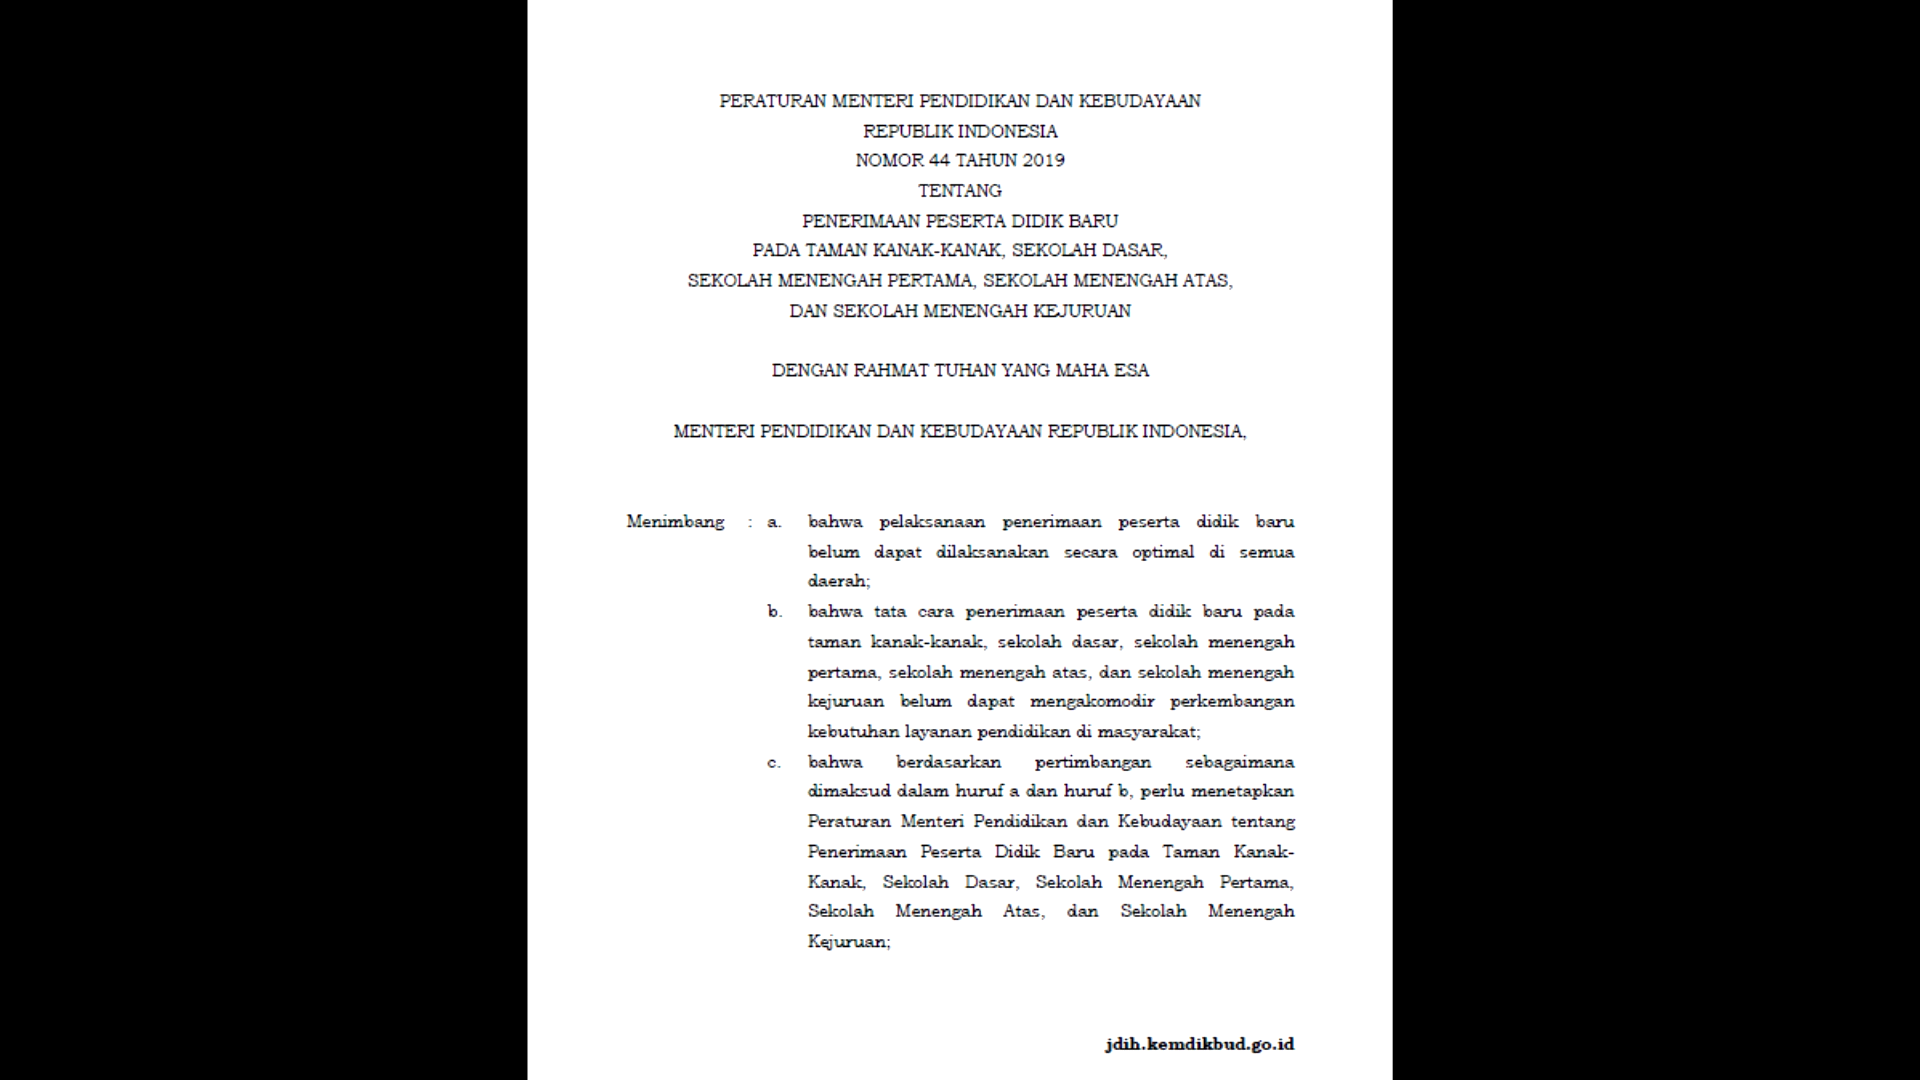 PERATURAN MENTERI PENDIDIKAN DAN KEBUDAYAAN
REPUBLIK INDONESIA
NOMOR 44 TAHUN 2019
TENTANG
PENERIMAAN PESERTA DIDIK BARU
PADA TAMAN KANAK-KANAK, SEKOLAH DASAR,
SEKOLAH MENENGAH PERTAMA, SEKOLAH MENENGAH ATAS,
DAN SEKOLAH MENENGAH KEJURUAN
DENGAN RAHMAT TUHAN YANG MAHA ESA
MENTERI PENDIDIKAN DAN KEBUDAYAAN REPUBLIK INDONESIA,
Menimbang : a. bahwa pelaksanaan penerimaan peserta didik baru
belum dapat dilaksanakan secara optimal di semua
daerah;
b. bahwa tata cara penerimaan peserta didik baru pada
taman kanak-kanak, sekolah dasar, sekolah menengah
pertama, sekolah menengah atas, dan sekolah menengah
kejuruan belum dapat mengakomodir perkembangan
kebutuhan layanan pendidikan di masyarakat;
c. bahwa berdasarkan pertimbangan sebagaimana
dimaksud dalam huruf a dan huruf b, perlu menetapkan
Peraturan Menteri Pendidikan dan Kebudayaan tentang
Penerimaan Peserta Didik Baru pada Taman Kanak-
Kanak, Sekolah Dasar, Sekolah Menengah Pertama,
Sekolah Menengah Atas, dan Sekolah Menengah
Kejuruan;
jdih.kemdikbud.go.id